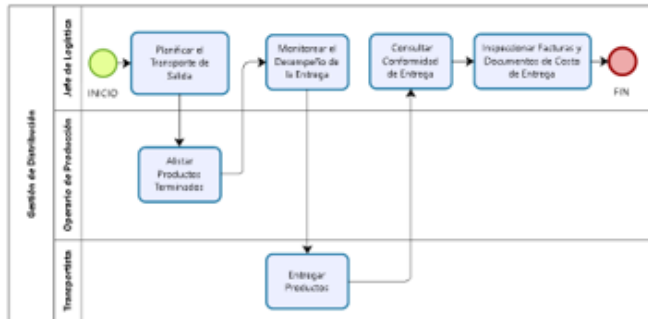 Gestión de Distribución
Jefe de Logística
INICIO
Planificar el
Transporte de
Salida
Monitorear el
Desempeño de
la Entrega
Consultar
Conformidad
de Entrega
Inspeccionar Facturas y
Documentos de Costo
de Entrega
FIN
Operario de Producción
Alistar
Productos
Terminados
Transportista
Entregar
Productos